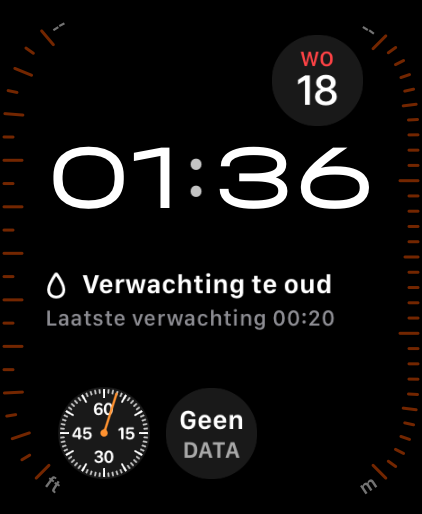 --
--
WO
18
01:36
Verwachting te oud
Laatste verwachting 00:20
60
45 15
30
Geen
DATA
ft
m